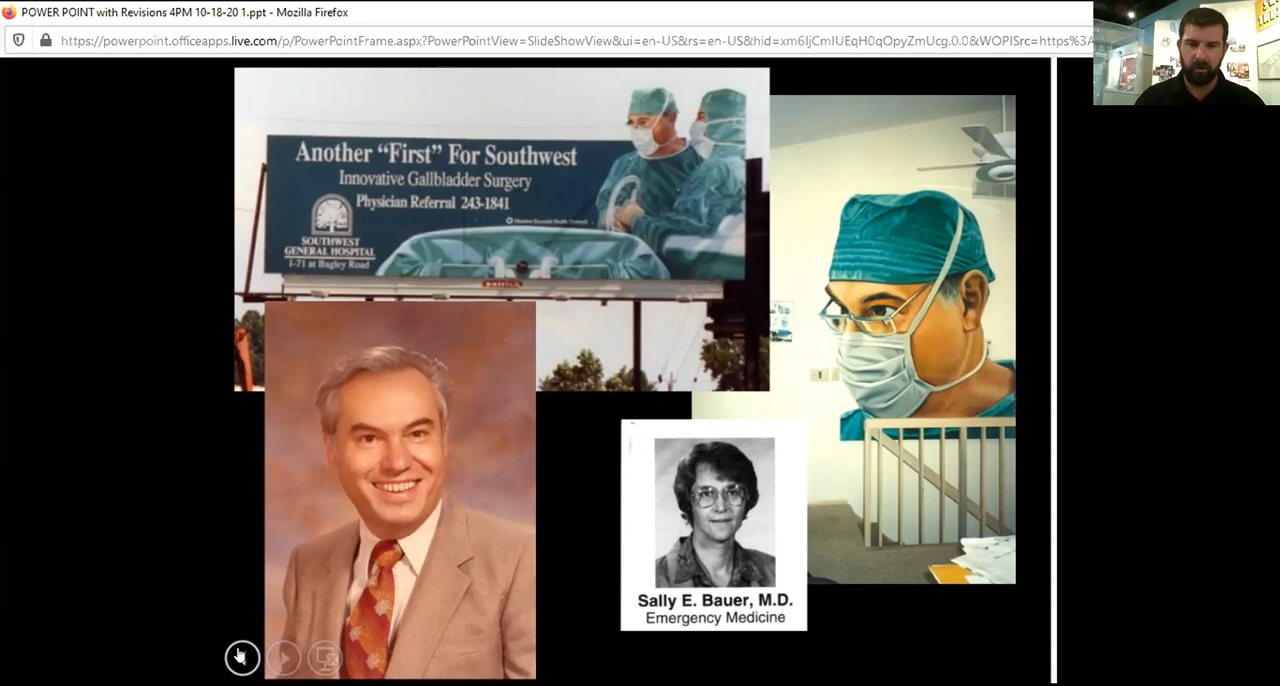 POWER POINT with Revisions 4PM 10-18-20 1.ppt - Mozilla Firefox
https://powerpoint.officeapps.live.com/p/PowerPointFrame.aspx?PowerPointView=SlideShowView&ui=en-US&rs=en-US&hid=xm6IjCmIUEqH0qOpyZmUcg.0.0&WOPISrc=https%3A
Another "First" For Southwest
Innovative Gallbladder Surgery
Physician Referral 243-1841
SOUTHWEST
GENERAL HOSPITAL
I-71 at Bagley Road
patrick
Sally E. Bauer, M.D.
Emergency Medicine